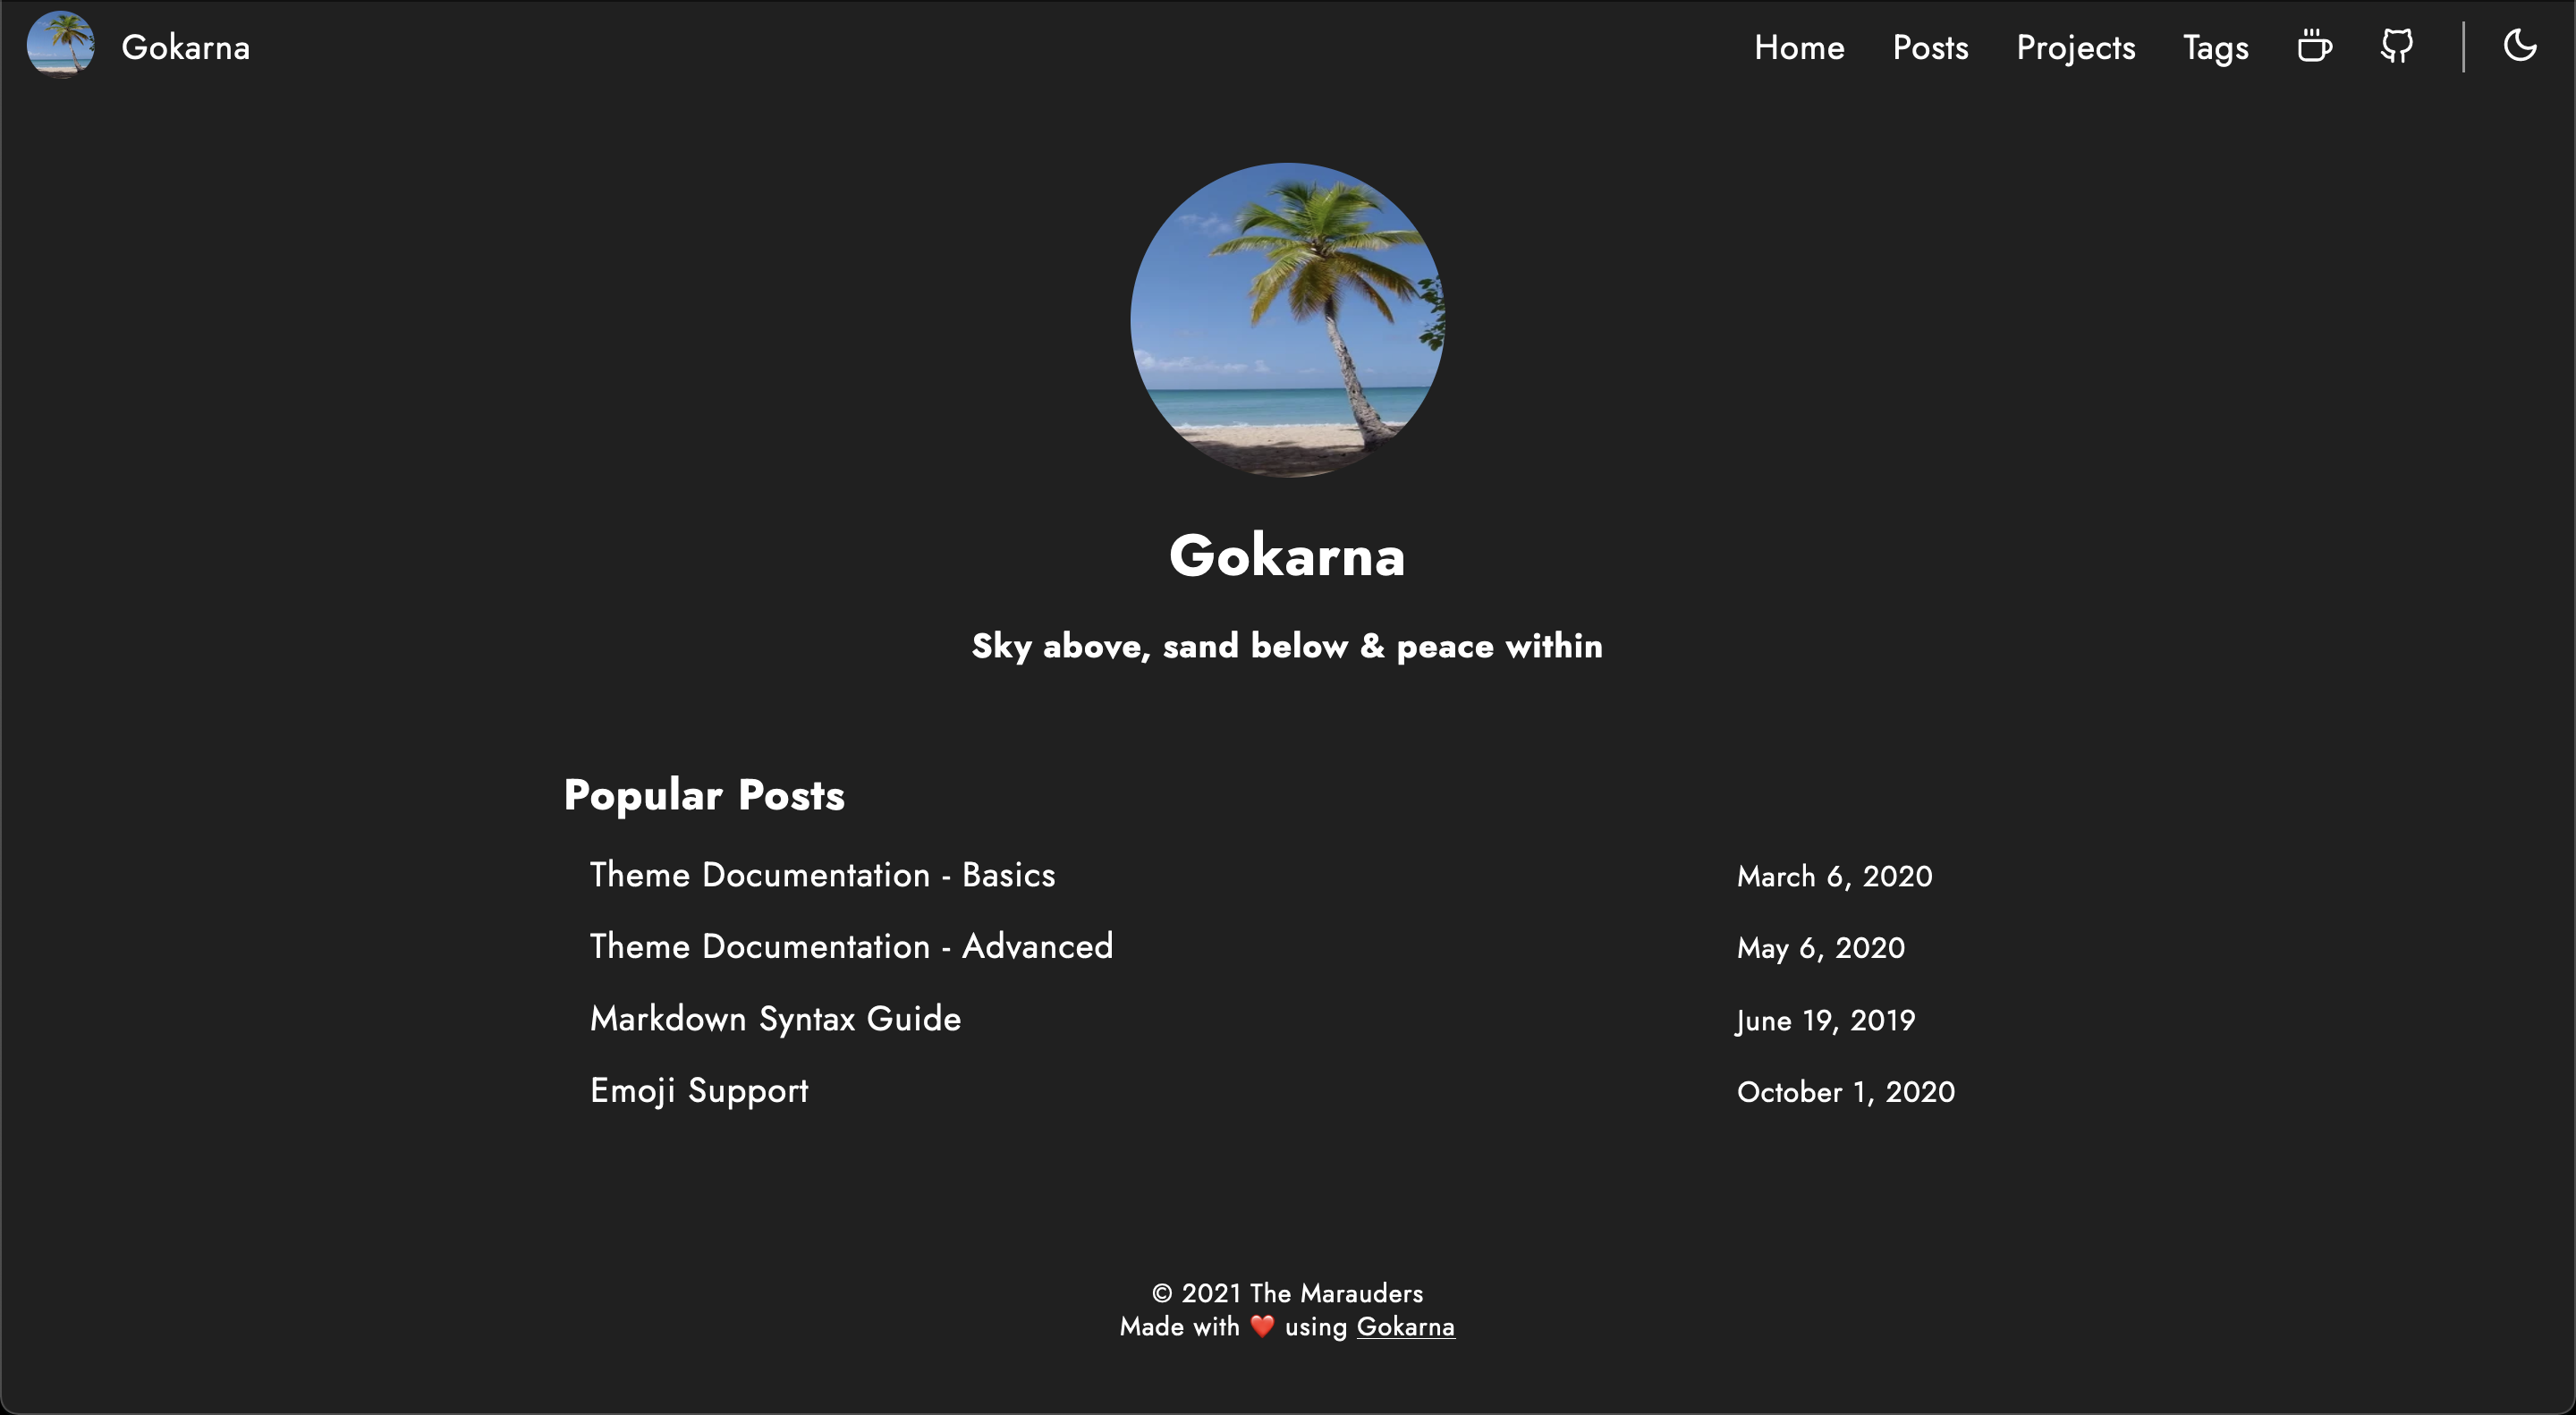 Gokarna
Home Posts Projects Tags
Gokarna
Sky above, sand below & peace within
Popular Posts
Theme Documentation - Basics March 6, 2020
Theme Documentation - Advanced May 6, 2020
Markdown Syntax Guide June 19, 2019
Emoji Support October 1, 2020
© 2021 The Marauders
Made with ❤️ using Gokarna